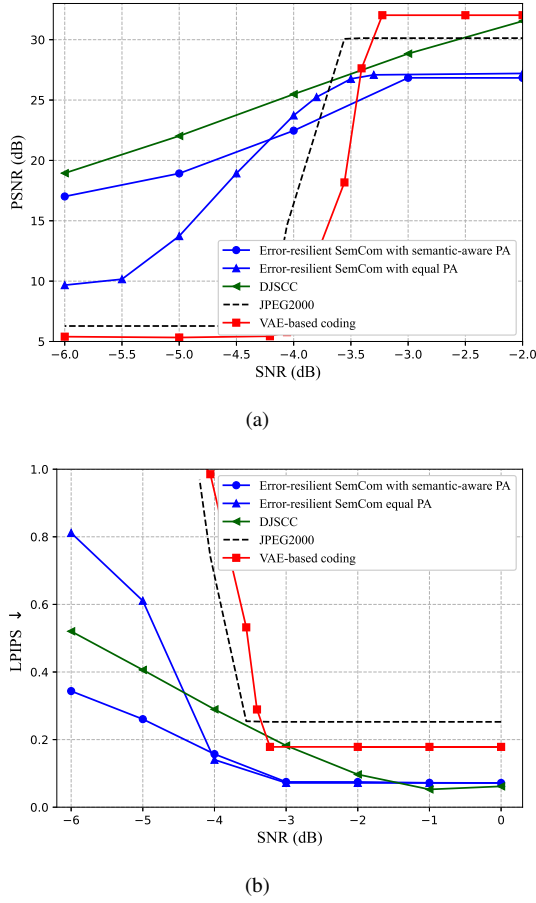 30
25
20
15
10
5
PSNR (dB)
Error-resilient SemCom with semantic-aware PA
Error-resilient SemCom with equal PA
DJSCC
JPEG2000
VAE-based coding
−6.0 −5.5 −5.0 −4.5 −4.0 −3.5 −3.0 −2.5 −2.0
SNR (dB)
(a)
1.0
0.8
0.6
0.4
0.2
0.0
LPIPS ↓
Error-resilient SemCom with semantic-aware PA
Error-resilient SemCom equal PA
DJSCC
JPEG2000
VAE-based coding
−6 −5 −4 −3 −2 −1 0
SNR (dB)
(b)